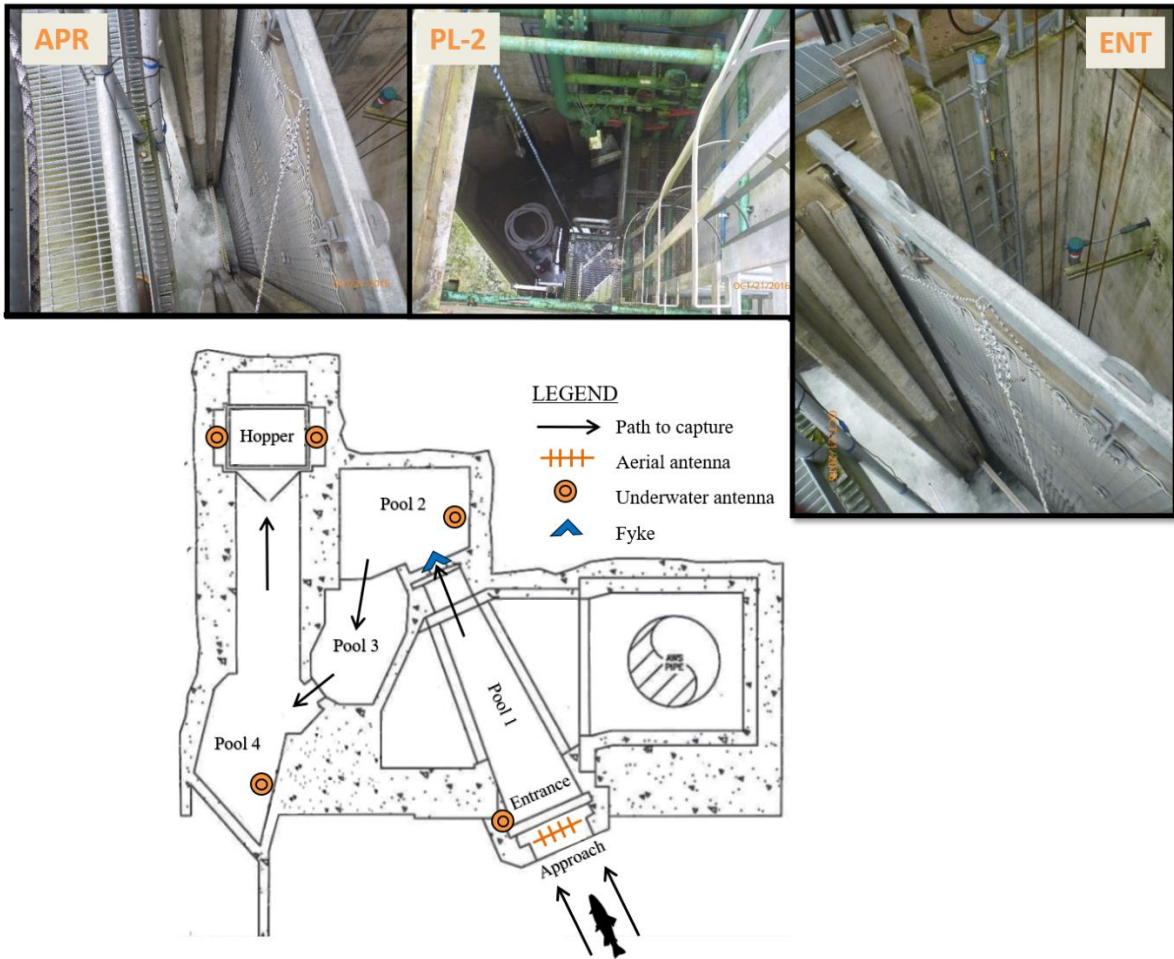 APR
PL-2
ENT
OCT/21/2016
LEGEND
Path to capture
Aerial antenna
Underwater antenna
Fyke
Hopper
Pool 2
Pool 3
Pool 1
AWS
PIPE
Pool 4
Entrance
Approach